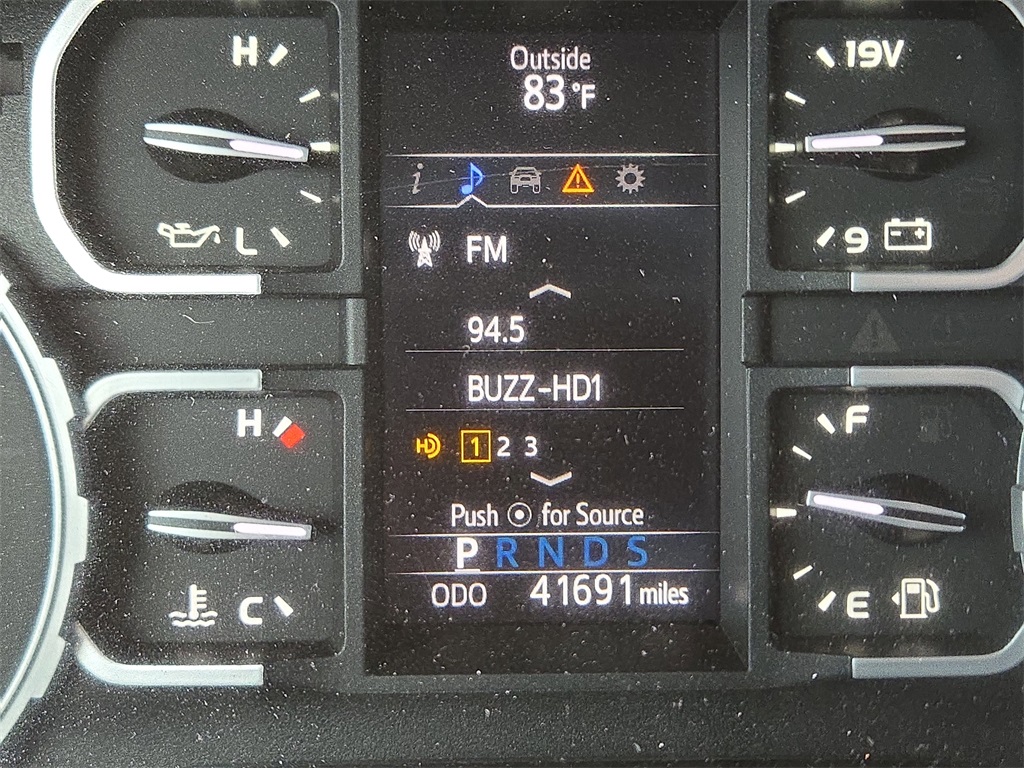 H
L
H
C
Outside
83 °F
i
FM
94.5
BUZZ-HD1
HD 1 2 3
Push for Source
P R N D S
ODO 41691 miles
19V
9
F
E